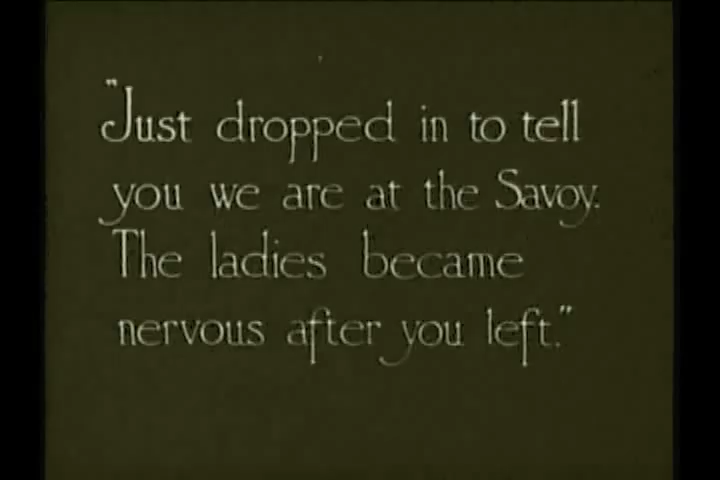 "Just dropped in to tell
you we are at the Savoy.
The ladies became
nervous after you left."